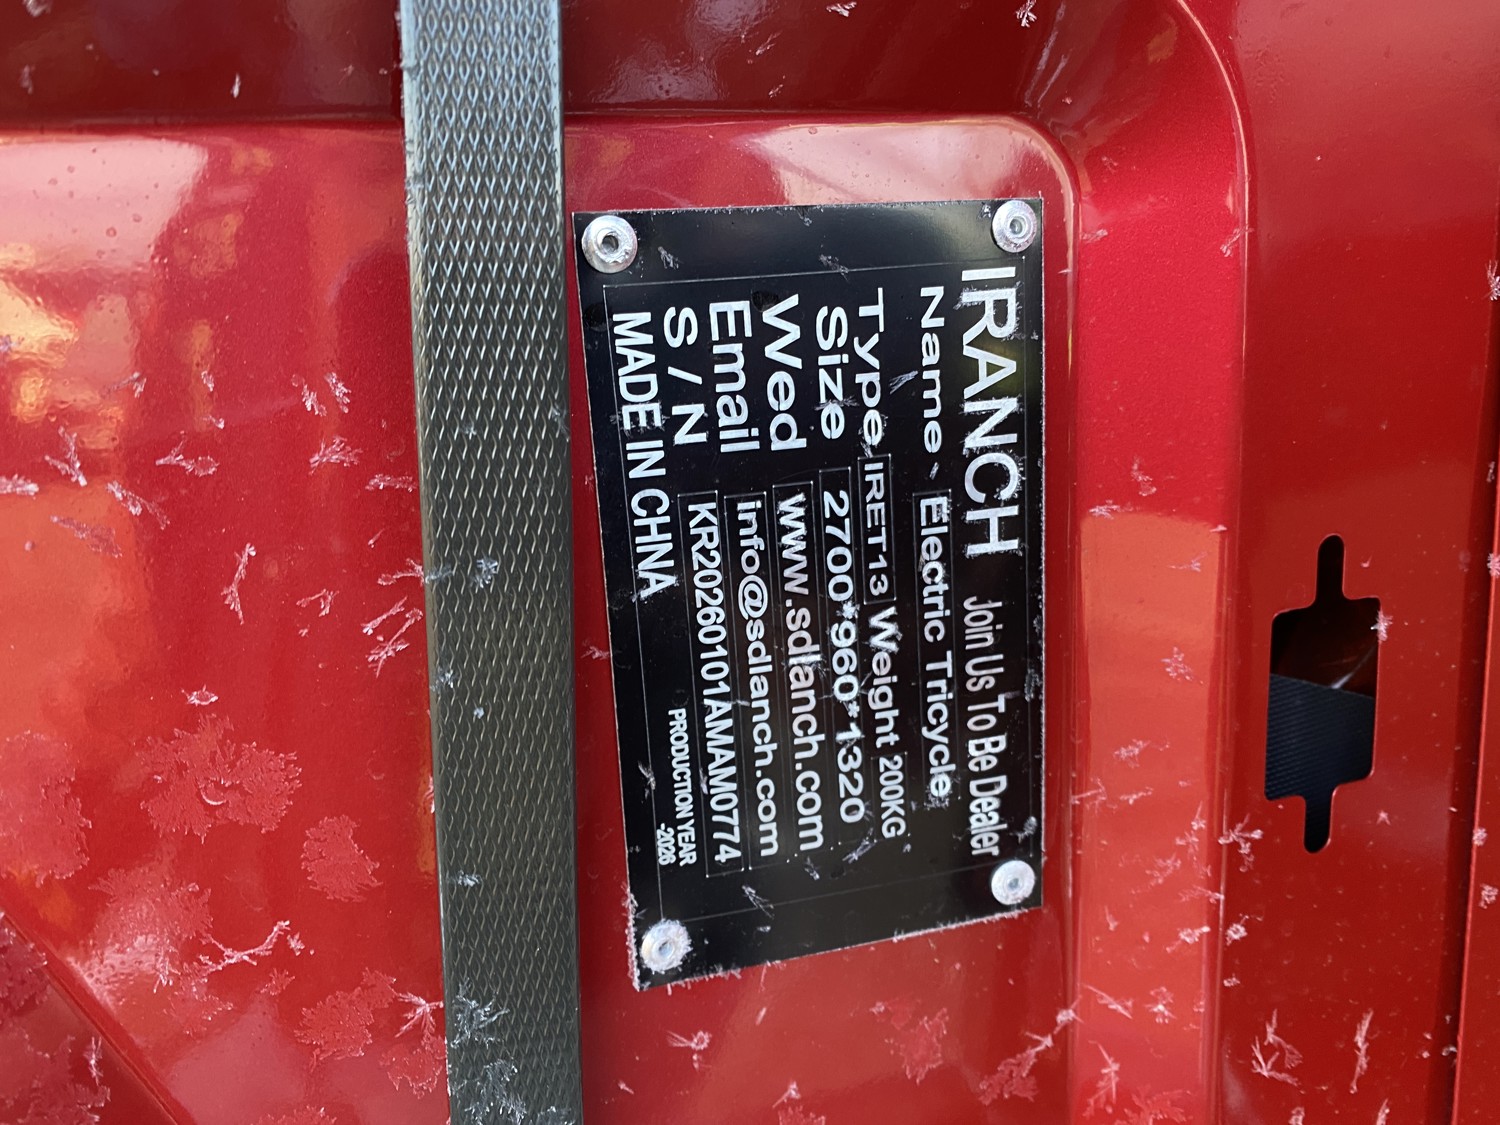 IRANCH Join Us To Be Dealer
Name、 Electric Tricycle
Type IRET13 Weight 200KG
Size 2700*960*1320
Wed www.sdlanch.com
Email info@sdlanch.com
S / N KR20260101AMAM0774
MADE IN CHNA PRODUCTION YEAR
-2026